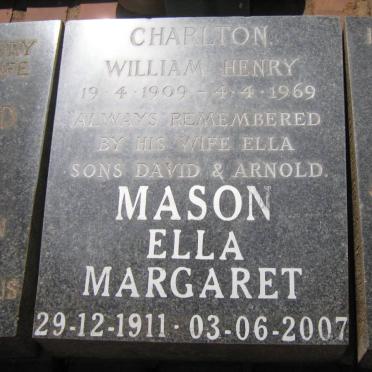 CHARLTON
WILLIAM HENRY
19·4·1909 - 4·4·1969
ALWAYS REMEMBERED
BY HIS WIFE ELLA
SONS DAVID & ARNOLD.
MASON
ELLA
MARGARET
29-12-1911 · 03-06-2007